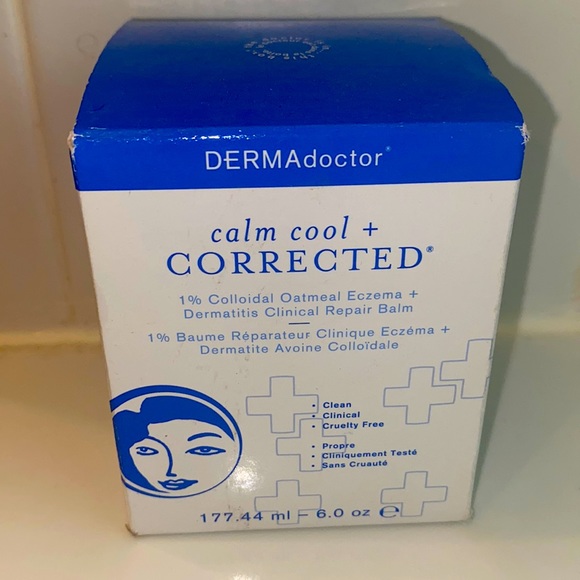 DERMAdoctor®
calm cool +
CORRECTED®
1% Colloidal Oatmeal Eczema +
Dermatitis Clinical Repair Balm
1% Baume Réparateur Clinique Eczéma +
Dermatite Avoine Colloïdale
• Clean
• Clinical
• Cruelty Free
• Propre
• Cliniquement Testé
• Sans Cruauté
177.44 ml – 6.0 oz ℮